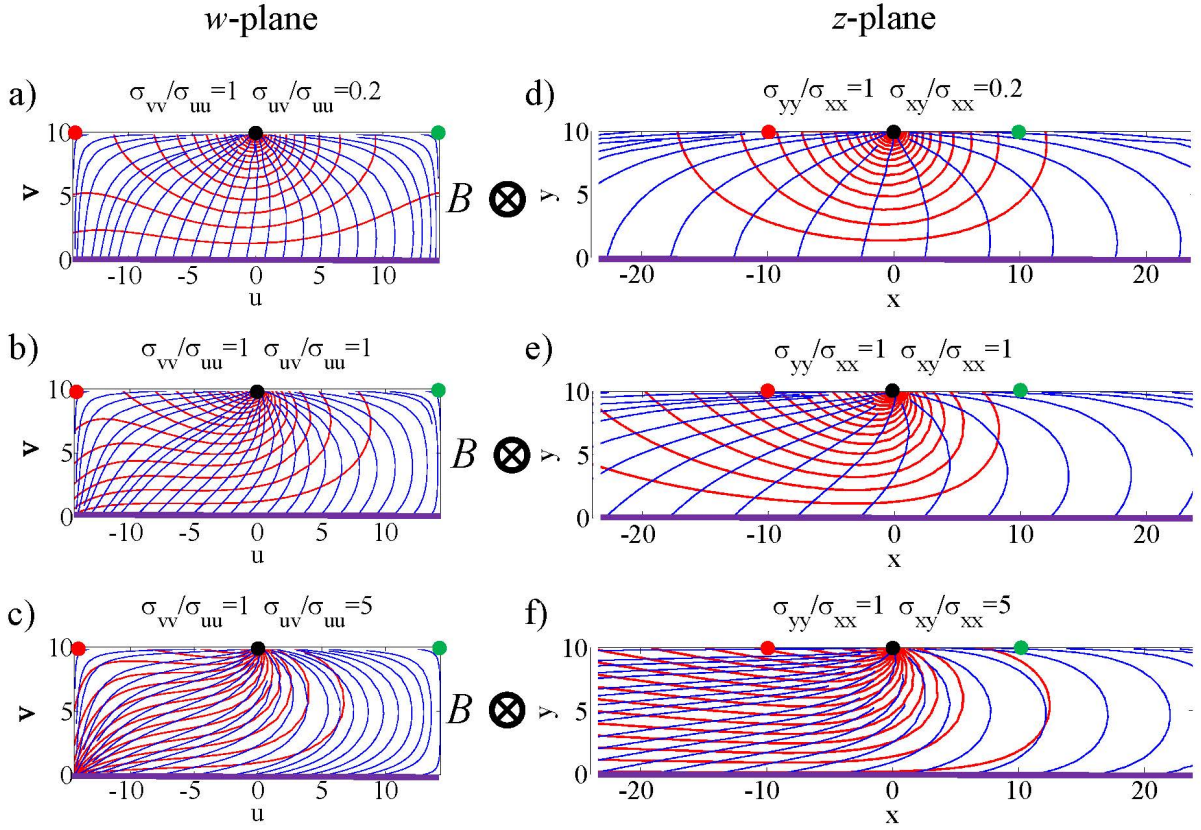 w-plane
z-plane
a)
σvv/σuu=1 σuv/σuu=0.2
10
5
0
v
-10 -5 0 5 10
u
B ⊗
d)
σyy/σxx=1 σxy/σxx=0.2
10
5
0
y
-20 -10 0 10 20
x
b)
σvv/σuu=1 σuv/σuu=1
10
5
0
v
-10 -5 0 5 10
u
B ⊗
e)
σyy/σxx=1 σxy/σxx=1
10
5
0
y
-20 -10 0 10 20
x
c)
σvv/σuu=1 σuv/σuu=5
10
5
0
v
-10 -5 0 5 10
u
B ⊗
f)
σyy/σxx=1 σxy/σxx=5
10
5
0
y
-20 -10 0 10 20
x